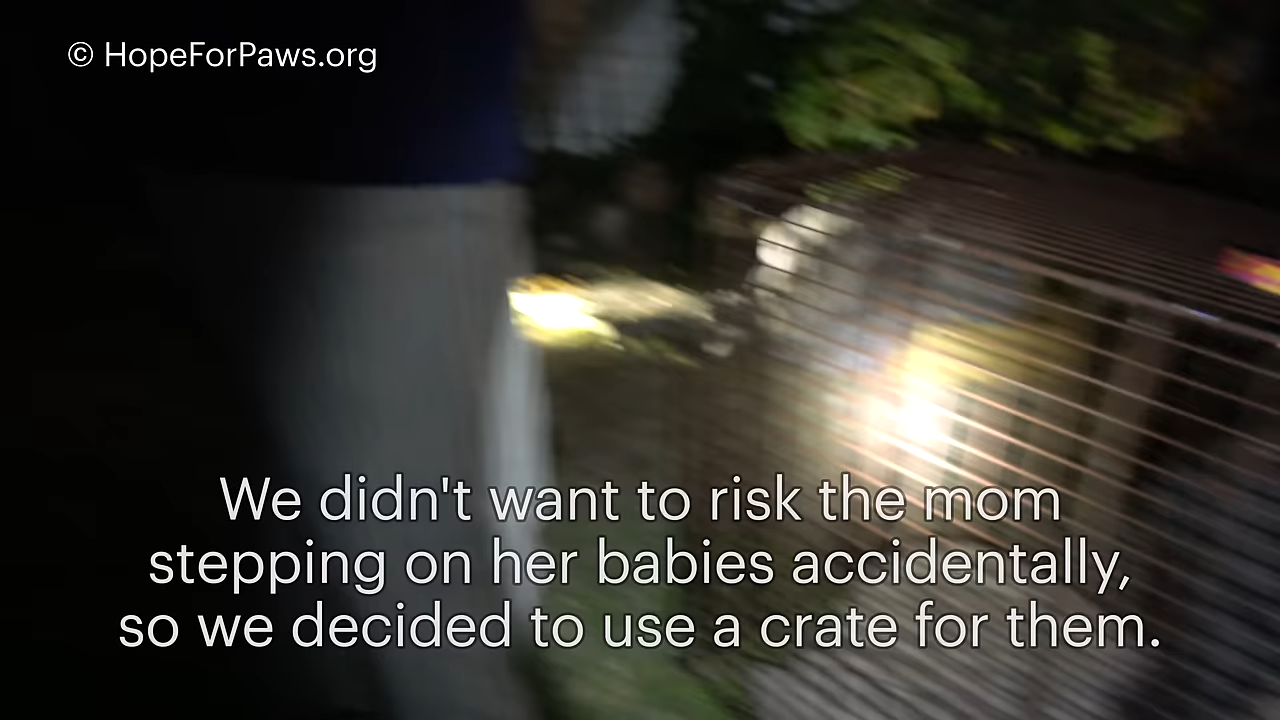 © HopeForPaws.org
We didn't want to risk the mom
stepping on her babies accidentally,
so we decided to use a crate for them.